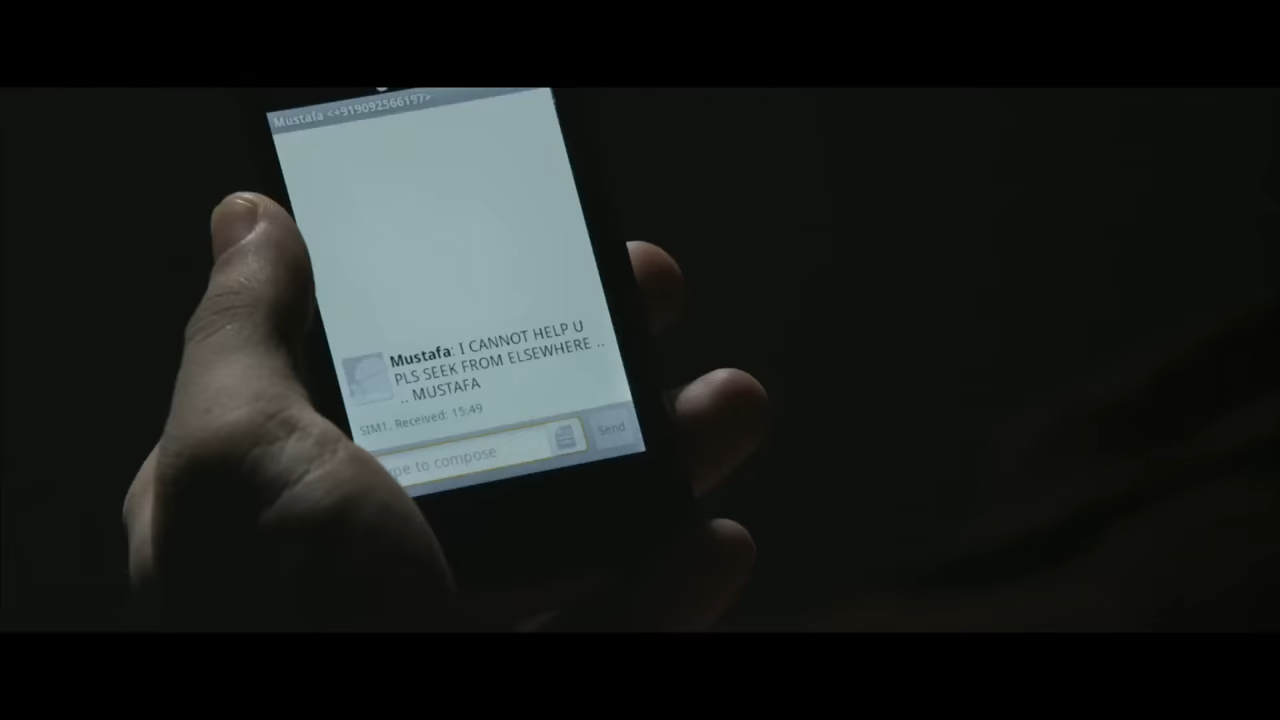 Mustafa <+919092566197>
Mustafa: I CANNOT HELP U
PLS SEEK FROM ELSEWHERE ..
.. MUSTAFA
SIM1. Received: 15:49
ype to compose
Send